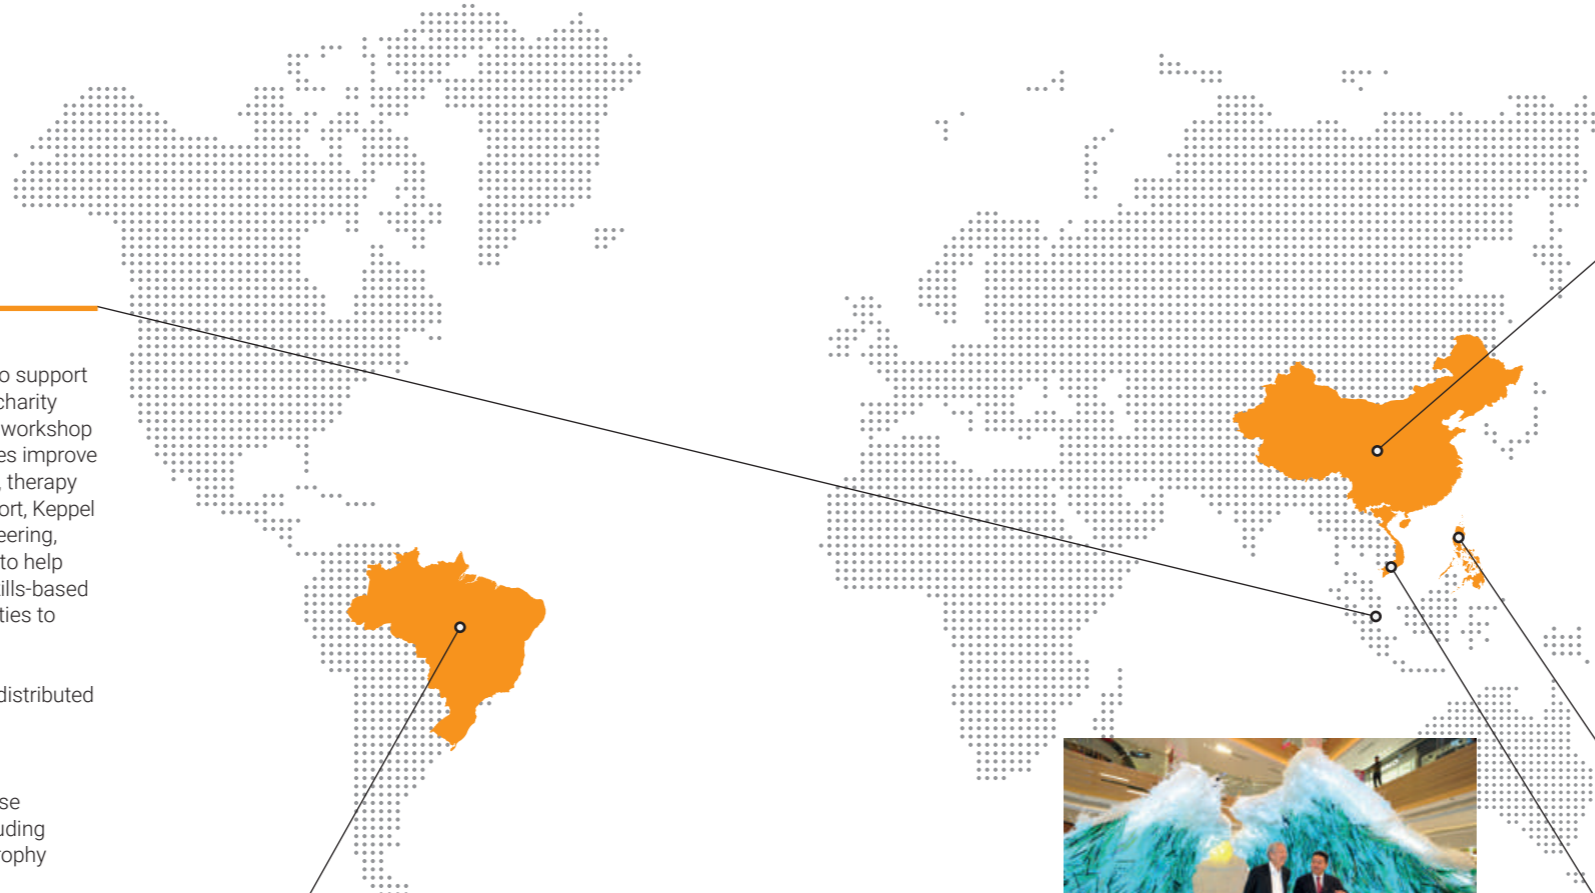 o support
charity
workshop
es improve
, therapy
ort, Keppel
eering,
to help
ills-based
ties to
distributed
se
uding
rophy